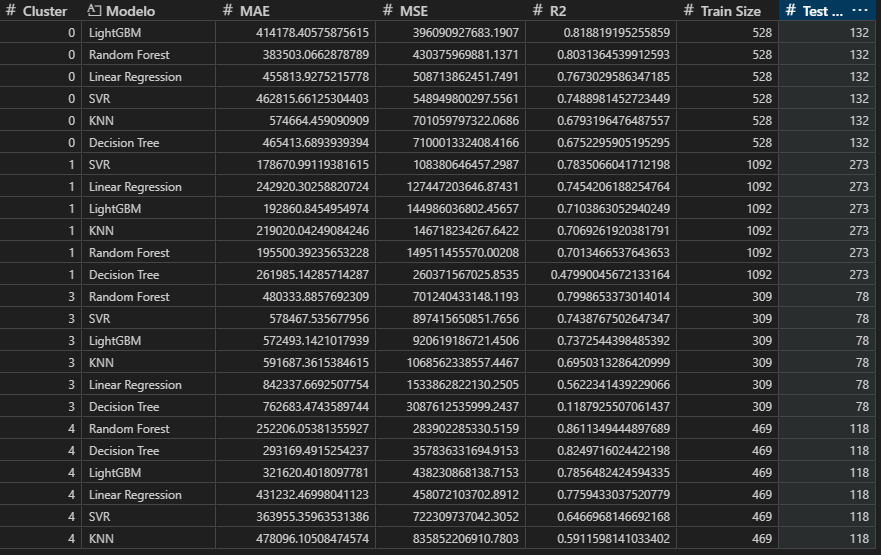 # Cluster Modelo # MAE # MSE # R2 # Train Size # Test ... ...
0 LightGBM 414178.40575875615 396090927683.1907 0.818819195255859 528 132
0 Random Forest 383503.0662878789 430375969881.1371 0.8031364539912593 528 132
0 Linear Regression 455813.9275215778 508713862451.7491 0.7673029586347185 528 132
0 SVR 462815.66125304403 548949800297.5561 0.7488981452723449 528 132
0 KNN 574664.459090909 701059797322.0686 0.6793196476487557 528 132
0 Decision Tree 465413.6893939394 710001332408.4166 0.6752295905195295 528 132
1 SVR 178670.99119381615 108380646457.2987 0.7835066041712198 1092 273
1 Linear Regression 242920.30258820724 127447203646.87431 0.7454206188254764 1092 273
1 LightGBM 192860.8454954974 144986036802.45657 0.7103863052940249 1092 273
1 KNN 219020.04249084246 146718234267.6422 0.7069261920381791 1092 273
1 Random Forest 195500.39235653228 149511455570.00208 0.7013466537643653 1092 273
1 Decision Tree 261985.14285714287 260371567025.8535 0.47990045672133164 1092 273
3 Random Forest 480333.8857692309 701240433148.1193 0.7998653373014014 309 78
3 SVR 578467.535677956 897415650851.7656 0.7438767502647347 309 78
3 LightGBM 572493.1421017939 920619186721.4506 0.7372544398485392 309 78
3 KNN 591687.3615384615 1068562338557.4467 0.6950313286420999 309 78
3 Linear Regression 842337.6692507754 1533862822130.2505 0.5622341439229066 309 78
3 Decision Tree 762683.4743589744 3087612535999.2437 0.1187925507061437 309 78
4 Random Forest 252206.05381355927 283902285330.5159 0.8611349444897689 469 118
4 Decision Tree 293169.4915254237 357836331694.9153 0.8249716024422198 469 118
4 LightGBM 321620.4018097781 438230868138.7153 0.7856482424594335 469 118
4 Linear Regression 431232.46998041123 458072103702.8912 0.7759433037520779 469 118
4 SVR 363955.35963531386 722309737042.3052 0.6466968146692168 469 118
4 KNN 478096.10508474574 835852206910.7803 0.5911598141033402 469 118